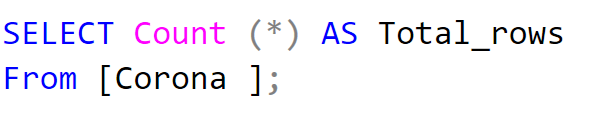 SELECT Count (*) AS Total_rows
From [Corona ];